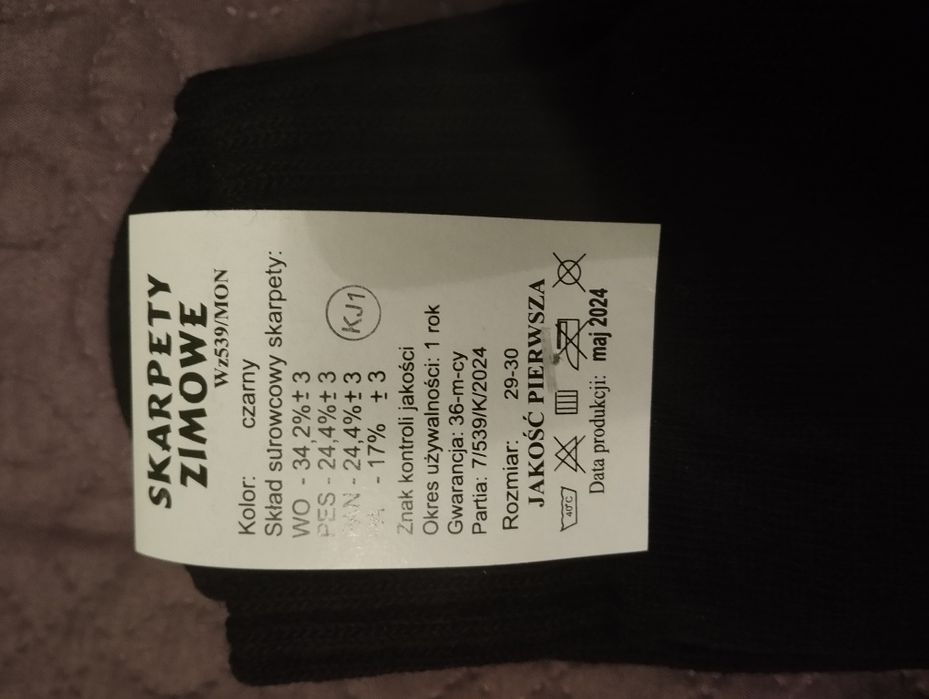 SKARPETY
ZIMOWE
Wz539/MON
Kolor: czarny
Skład surowcowy skarpety:
WO - 34,2%± 3
PES - 24,4%± 3
PAN - 24,4%± 3
- 17% ± 3
KJ1
Znak kontroli jakości
Okres używalności: 1 rok
Gwarancja: 36-m-cy
Partia: 7/539/K/2024
Rozmiar: 29-30
JAKOŚĆ PIERWSZA
40°C
Data produkcji: maj 2024